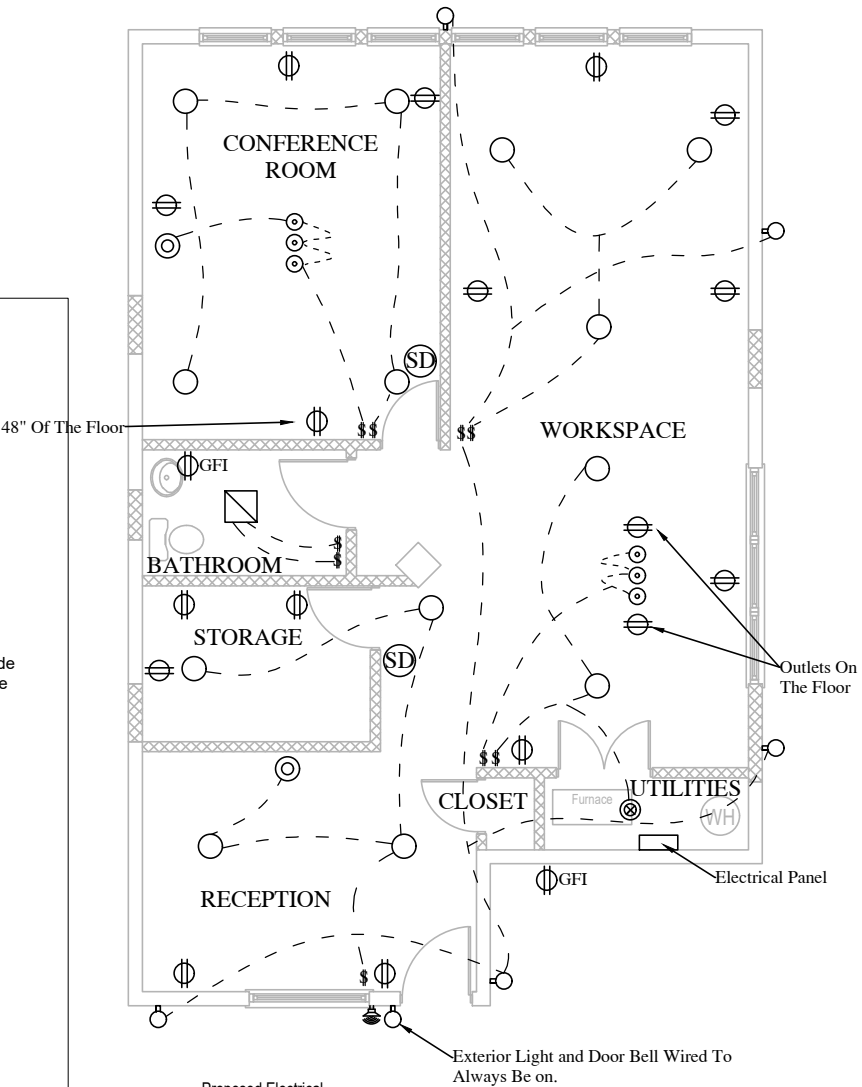 CONFERENCE
ROOM
SD
48" Of The Floor
$$
$$
WORKSPACE
GFI
$
BATHROOM
$
STORAGE
SD
de
e
Outlets On
The Floor
$$
UTILITIES
CLOSET
Furnace
WH
Electrical Panel
GFI
RECEPTION
$
Exterior Light and Door Bell Wired To
Always Be on.
Proposed Electrical